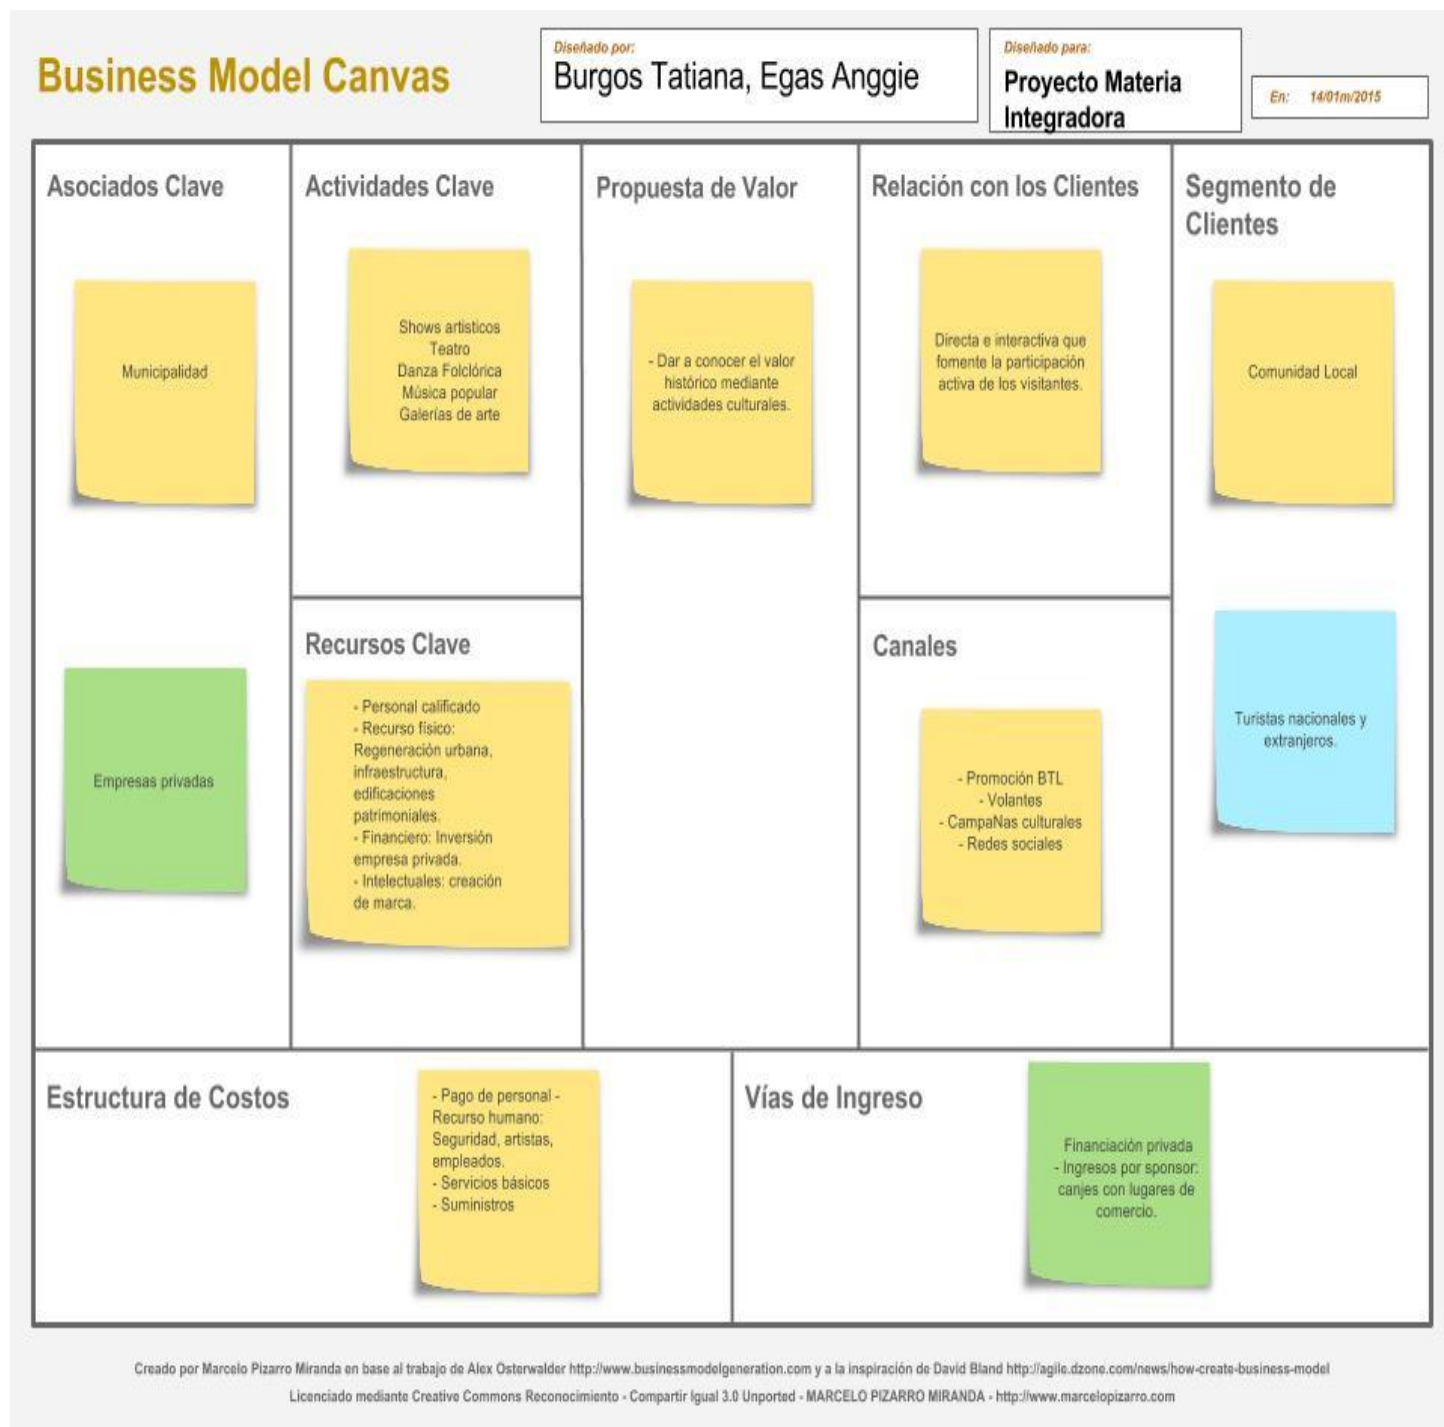 Business Model Canvas
Diseñado por:
Burgos Tatiana, Egas Anggie
Diseñado para:
Proyecto Materia
Integradora
En: 14/01m/2015
Asociados Clave
Municipalidad
Empresas privadas
Actividades Clave
Shows artisticos
Teatro
Danza Folclórica
Música popular
Galerías de arte
Recursos Clave
- Personal calificado
- Recurso físico:
Regeneración urbana,
infraestructura,
edificaciones
patrimoniales.
- Financiero: Inversión
empresa privada.
- Intelectuales: creación
de marca.
Propuesta de Valor
- Dar a conocer el valor
histórico mediante
actividades culturales.
Relación con los Clientes
Directa e interactiva que
fomente la participación
activa de los visitantes.
Canales
- Promoción BTL
- Volantes
- CampaNas culturales
- Redes sociales
Segmento de
Clientes
Comunidad Local
Turistas nacionales y
extranjeros.
Estructura de Costos
- Pago de personal -
Recurso humano:
Seguridad, artistas,
empleados.
- Servicios básicos
- Suministros
Vías de Ingreso
Financiación privada
- Ingresos por sponsor:
canjes con lugares de
comercio.
Creado por Marcelo Pizarro Miranda en base al trabajo de Alex Osterwalder http://www.businessmodelgeneration.com y a la inspiración de David Bland http://agile.dzone.com/news/how-create-business-model
Licenciado mediante Creative Commons Reconocimiento - Compartir Igual 3.0 Unported - MARCELO PIZARRO MIRANDA - http://www.marcelopizarro.com